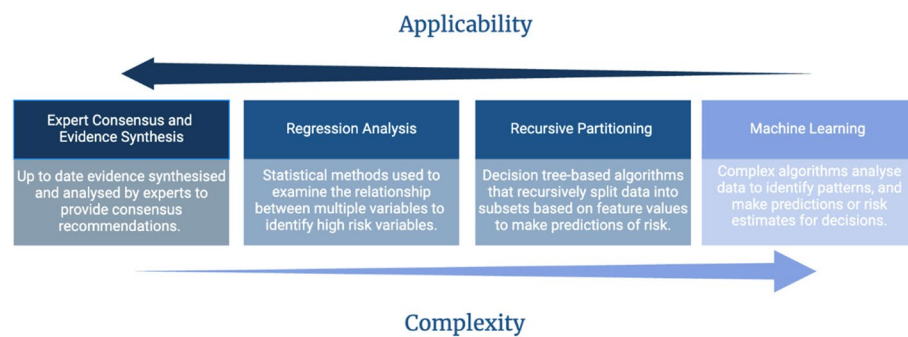 Applicability
Expert Consensus and
Evidence Synthesis
Up to date evidence synthesised
and analysed by experts to
provide consensus
recommendations.
Regression Analysis
Statistical methods used to
examine the relationship
between multiple variables to
identify high risk variables.
Recursive Partitioning
Decision tree-based algorithms
that recursively split data into
subsets based on feature values
to make predictions of risk.
Machine Learning
Complex algorithms analyse
data to identify patterns, and
make predictions or risk
estimates for decisions.
Complexity